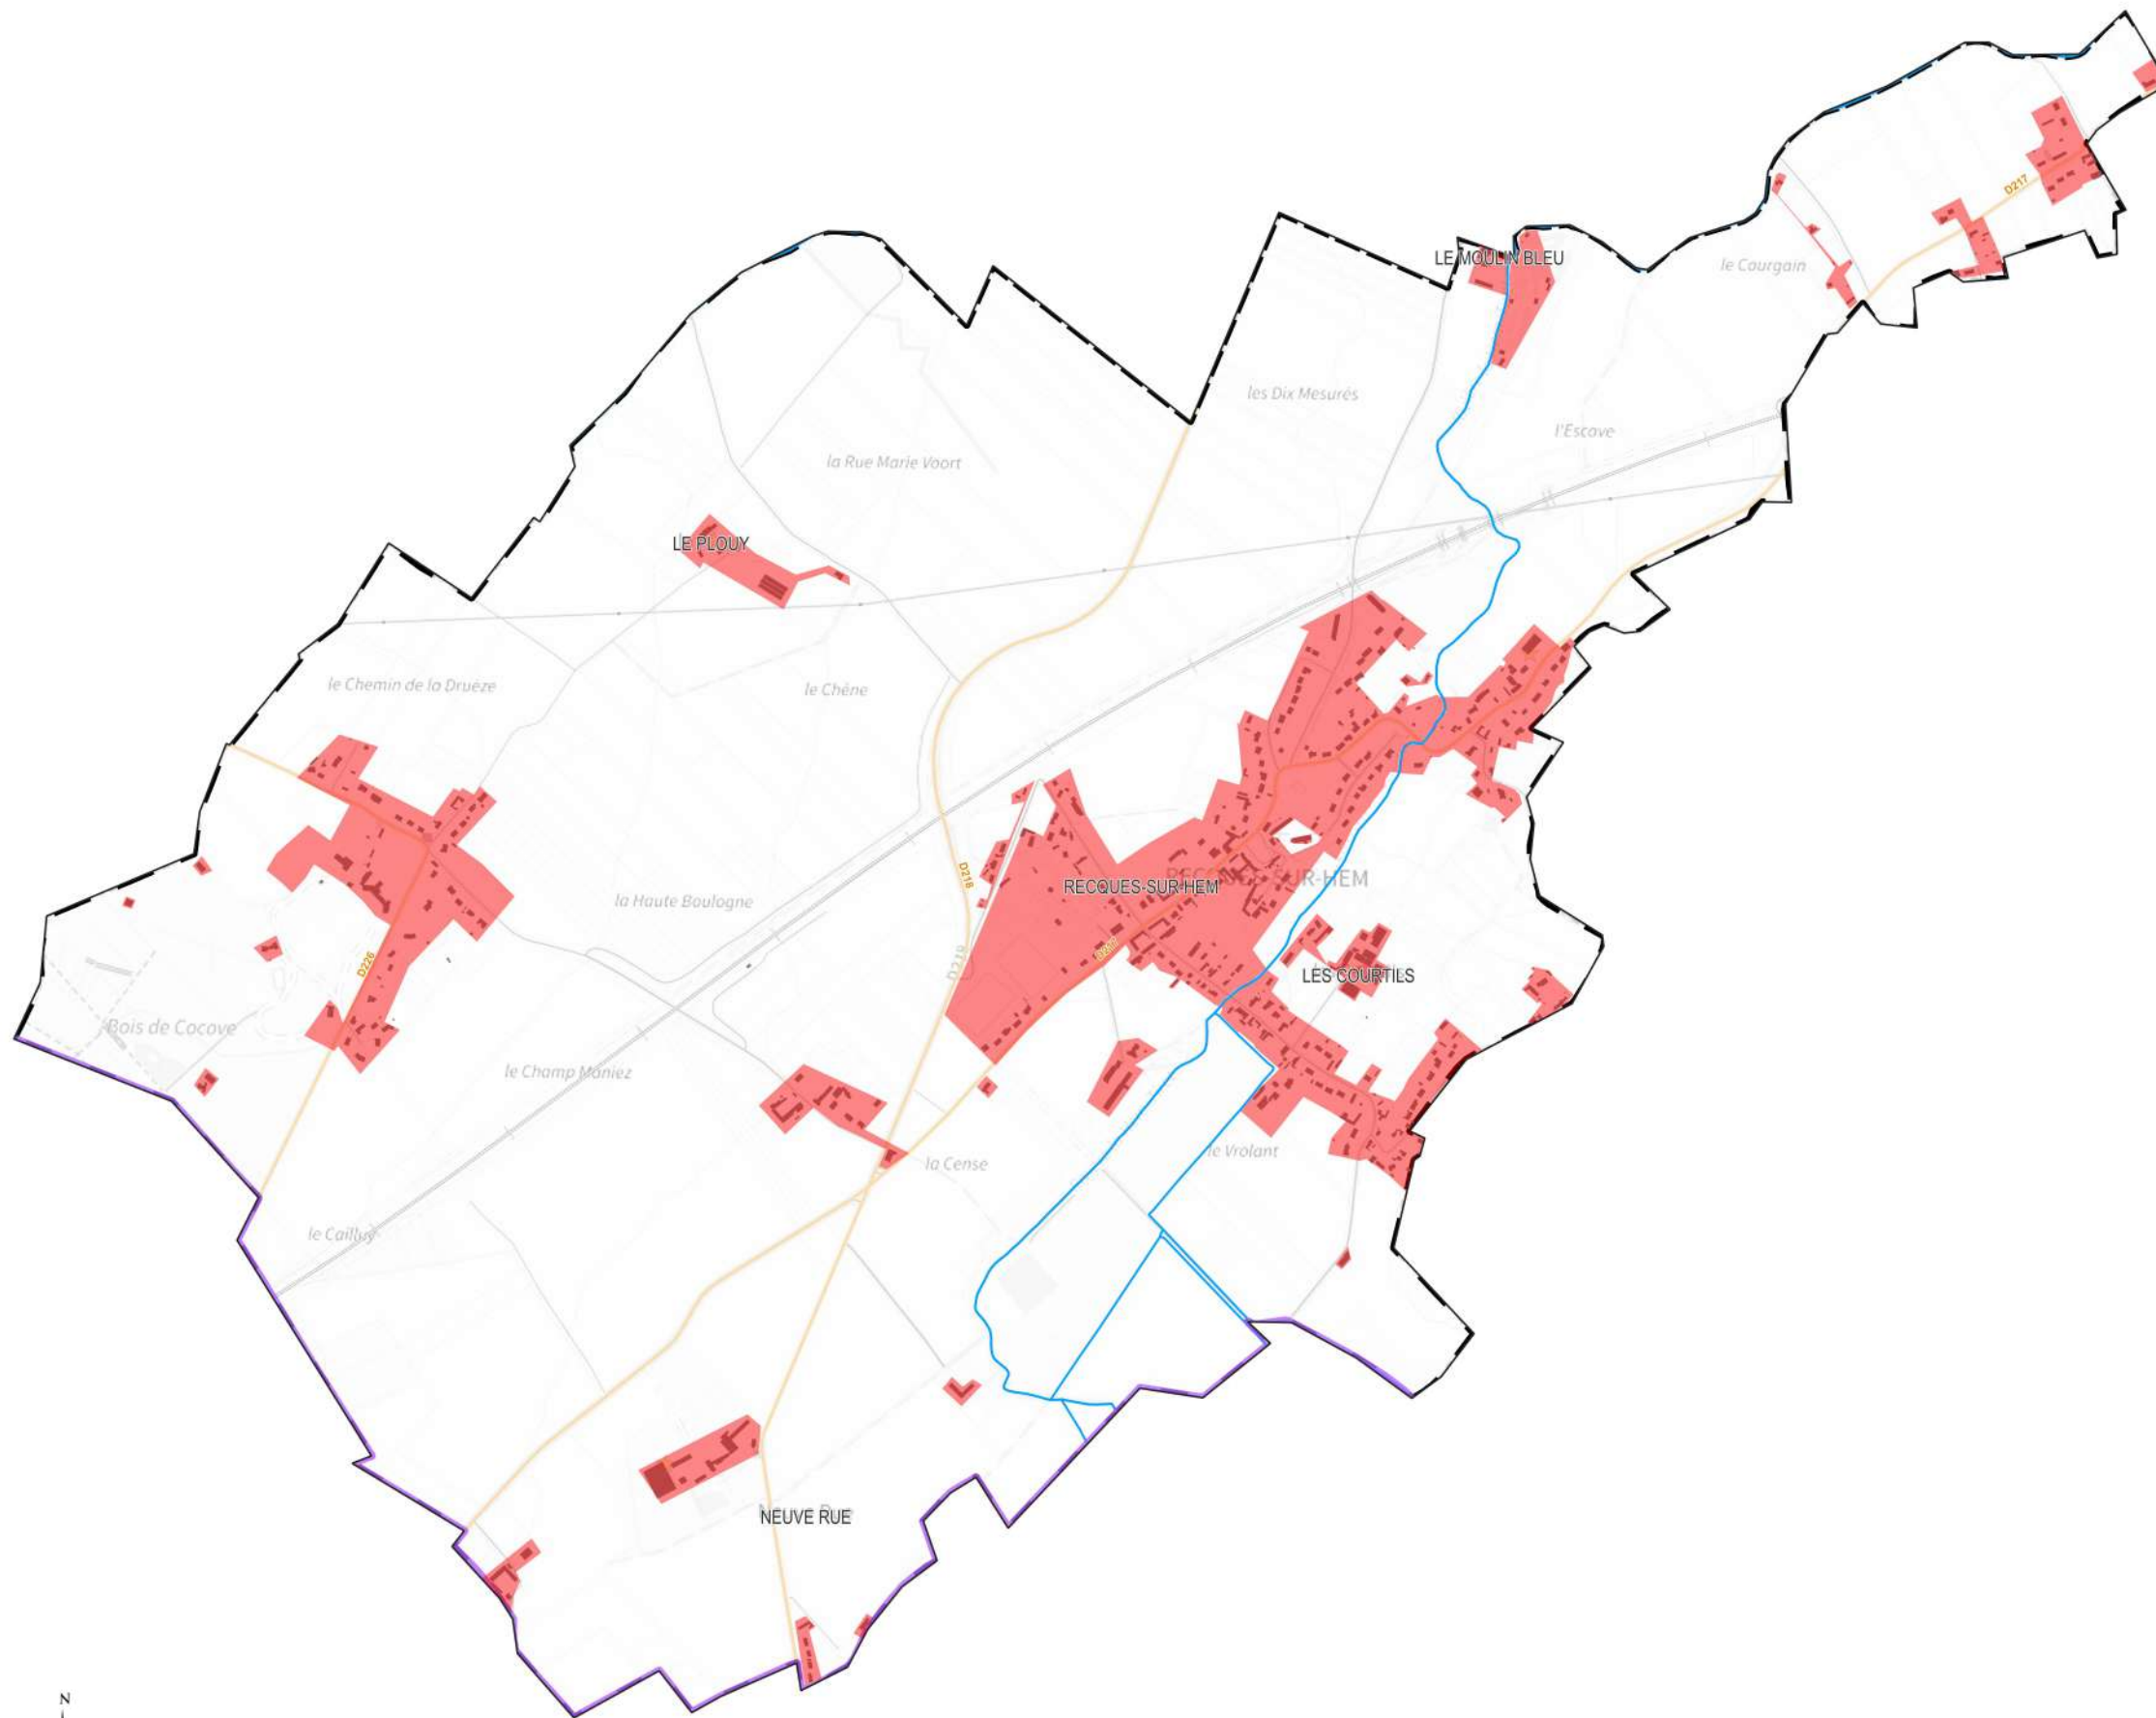 D217
LE MOULIN BLEU
le Courgain
les Dix Mesurés
l'Escave
la Rue Marie Voort
LE PLOUY
le Chemin de la Druèze
le Chêne
D218
la Haute Boulogne
RECQUES-SUR-HEM
RECQUES-SUR-HEM
D226
D218
LES COURTILS
Bois de Cocove
le Champ Maniez
le Vrolant
la Cense
le Cailluy
NEUVE RUE
N